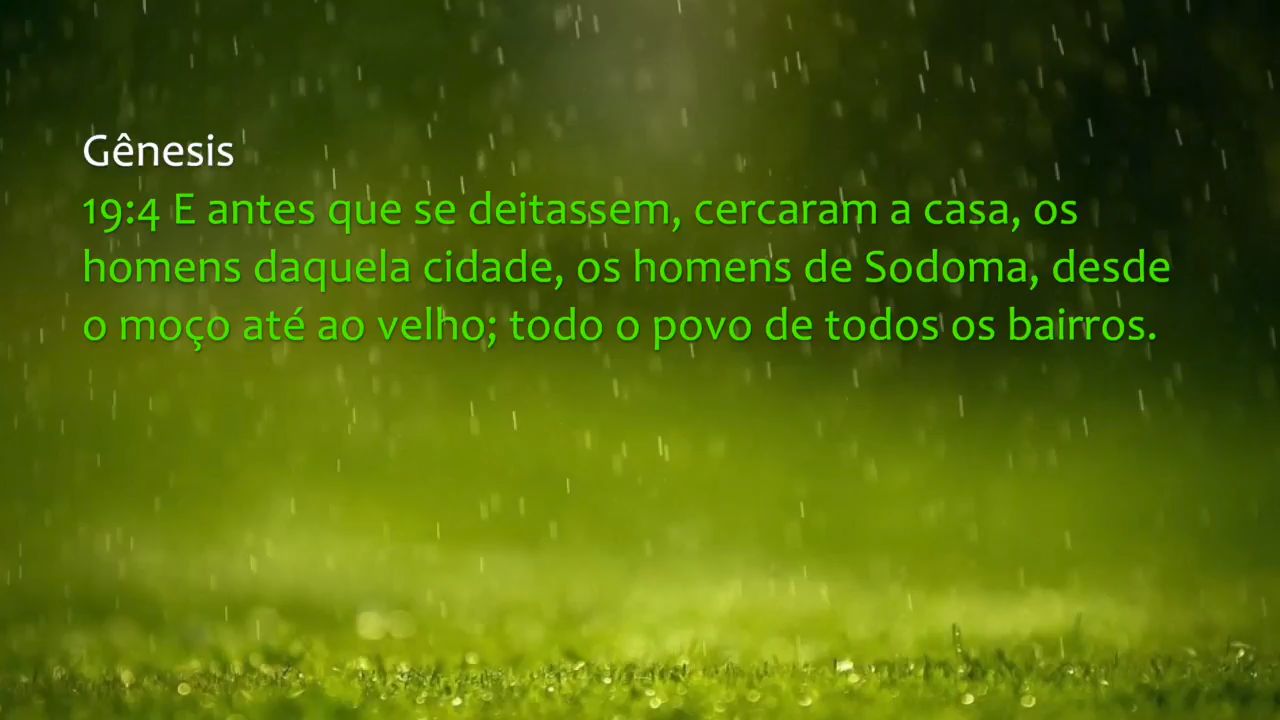 Gênesis
19:4 E antes que se deitassem, cercaram a casa, os
homens daquela cidade, os homens de Sodoma, desde
o moço até ao velho; todo o povo de todos os bairros.